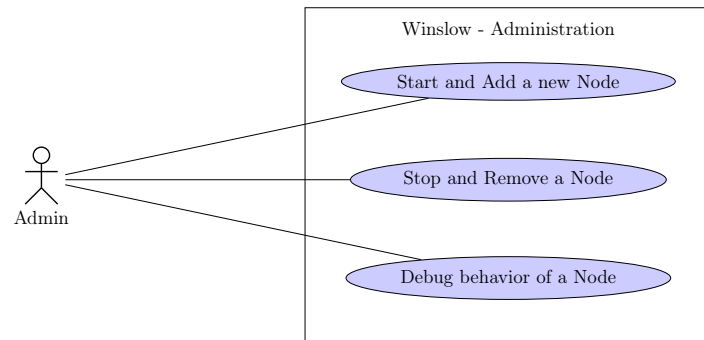 Winslow - Administration
Start and Add a new Node
Stop and Remove a Node
Admin
Debug behavior of a Node